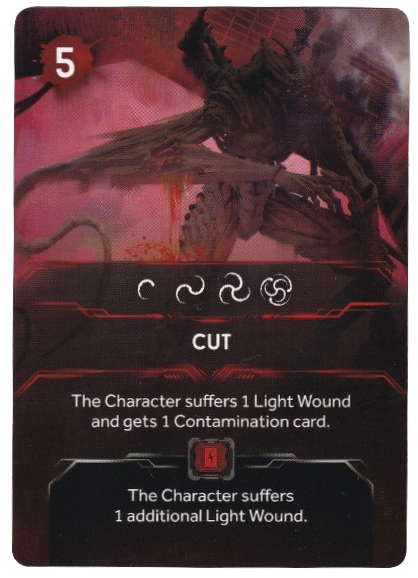 5
CUT
The Character suffers 1 Light Wound
and gets 1 Contamination card.
The Character suffers
1 additional Light Wound.